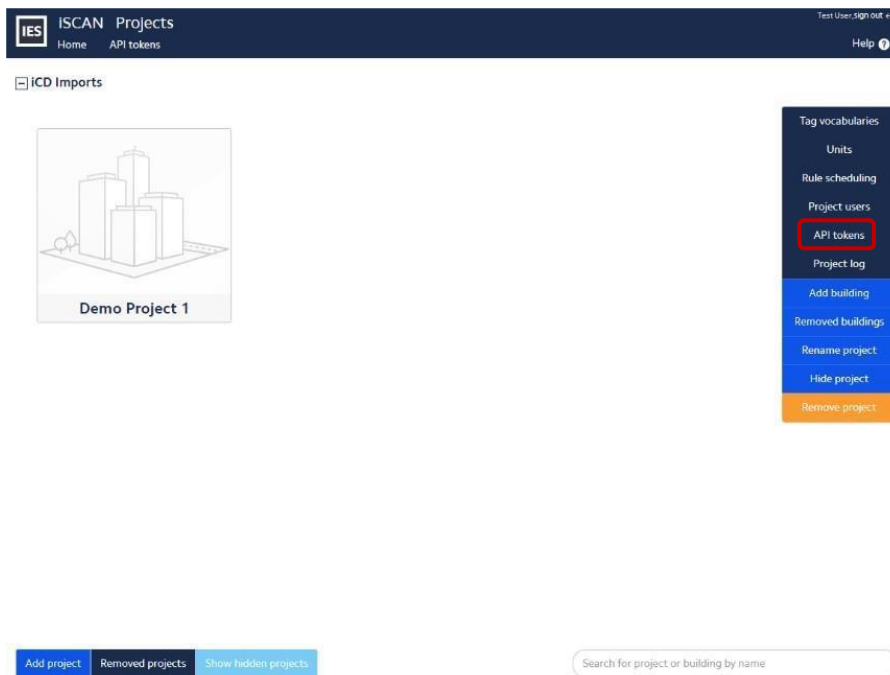 IES
iSCAN Projects
Test User,sign out
Home API tokens
Help ?
iCD Imports
Tag vocabularies
Units
Rule scheduling
Project users
API tokens
Project log
Add building
Removed buildings
Rename project
Hide project
Remove project
Demo Project 1
Add project Removed projects Show hidden projects
Search for project or building by name